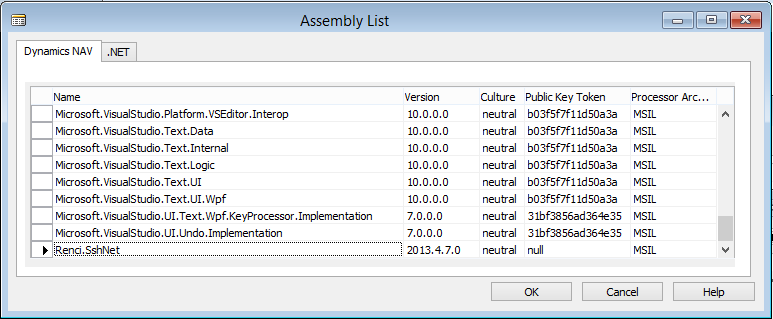 Assembly List
Dynamics NAV .NET
Name Version Culture Public Key Token Processor Arc...
Microsoft.VisualStudio.Platform.VSEditor.Interop 10.0.0.0 neutral b03f5f7f11d50a3a MSIL
Microsoft.VisualStudio.Text.Data 10.0.0.0 neutral b03f5f7f11d50a3a MSIL
Microsoft.VisualStudio.Text.Internal 10.0.0.0 neutral b03f5f7f11d50a3a MSIL
Microsoft.VisualStudio.Text.Logic 10.0.0.0 neutral b03f5f7f11d50a3a MSIL
Microsoft.VisualStudio.Text.UI 10.0.0.0 neutral b03f5f7f11d50a3a MSIL
Microsoft.VisualStudio.Text.UI.Wpf 10.0.0.0 neutral b03f5f7f11d50a3a MSIL
Microsoft.VisualStudio.UI.Text.Wpf.KeyProcessor.Implementation 7.0.0.0 neutral 31bf3856ad364e35 MSIL
Microsoft.VisualStudio.UI.Undo.Implementation 7.0.0.0 neutral 31bf3856ad364e35 MSIL
Renci.SshNet 2013.4.7.0 neutral null MSIL
OK Cancel Help